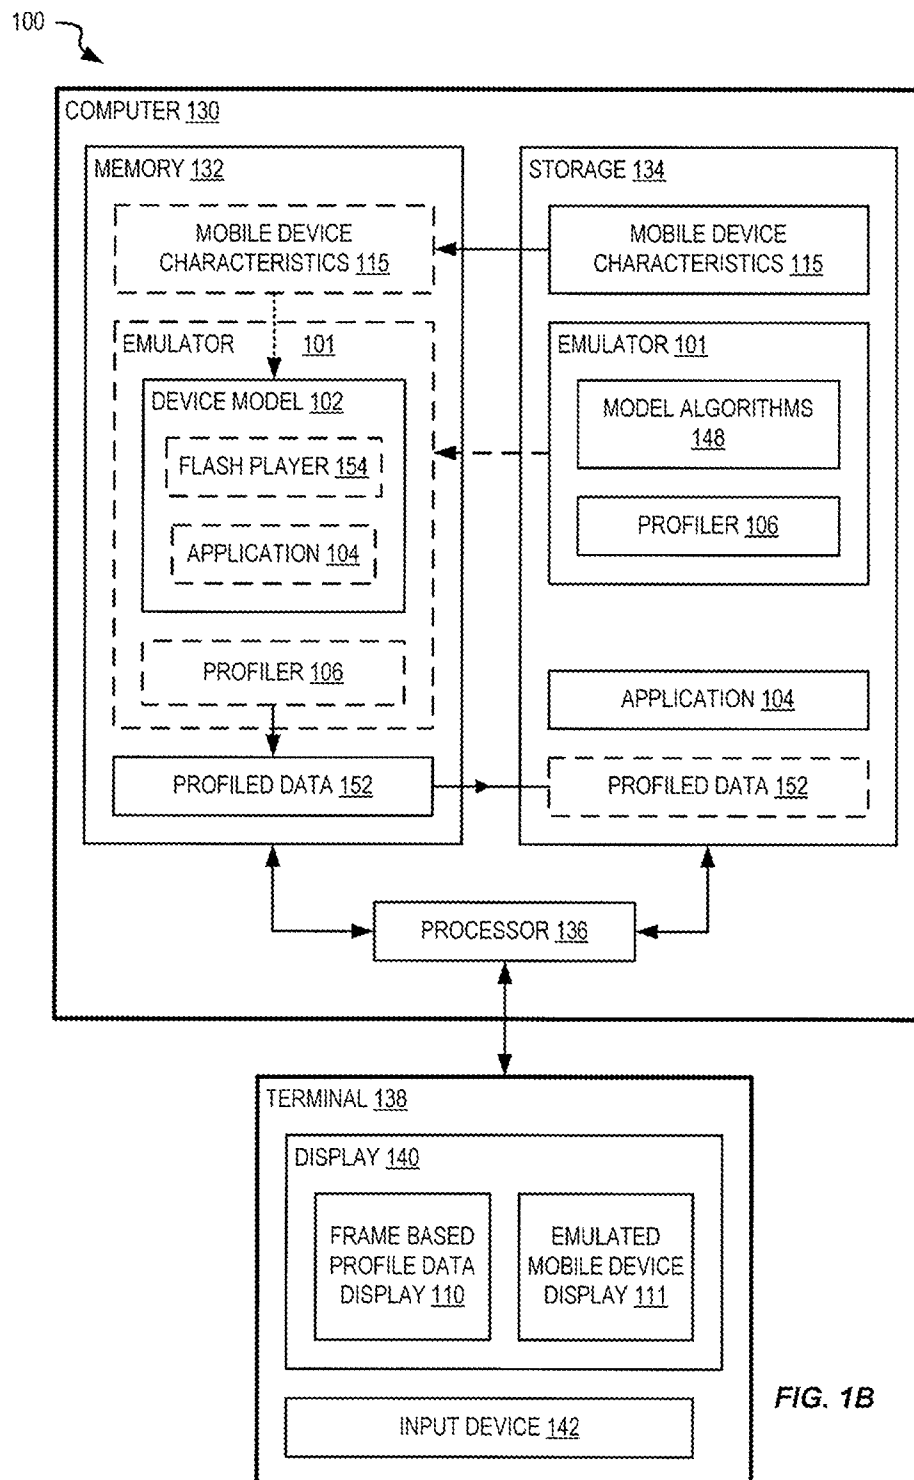 100
COMPUTER 130
MEMORY 132
MOBILE DEVICE
CHARACTERISTICS 115
EMULATOR 101
DEVICE MODEL 102
FLASH PLAYER 154
APPLICATION 104
PROFILER 106
PROFILED DATA 152
STORAGE 134
MOBILE DEVICE
CHARACTERISTICS 115
EMULATOR 101
MODEL ALGORITHMS
148
PROFILER 106
APPLICATION 104
PROFILED DATA 152
PROCESSOR 136
TERMINAL 138
DISPLAY 140
FRAME BASED
PROFILE DATA
DISPLAY 110
EMULATED
MOBILE DEVICE
DISPLAY 111
INPUT DEVICE 142
FIG. 1B